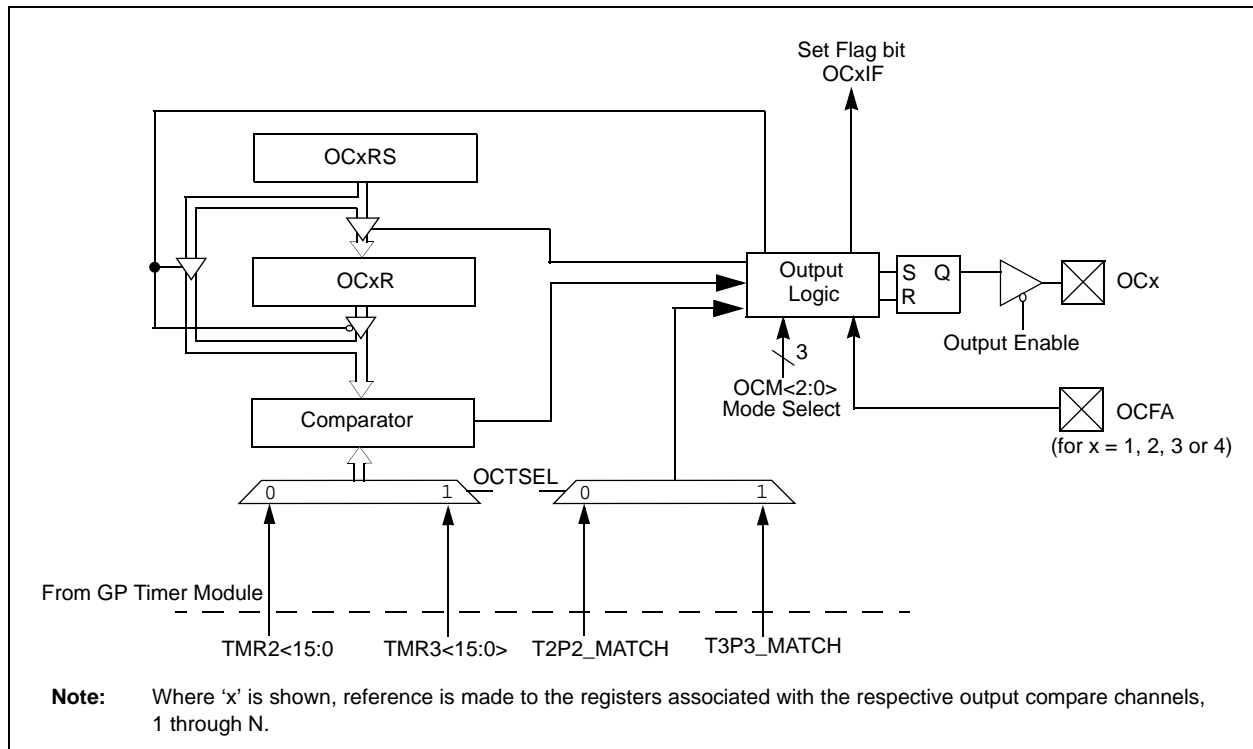 Set Flag bit
OCxIF
OCxRS
OCxR
Output
Logic
S Q
R
OCx
Output Enable
3
OCM<2:0>
Mode Select
OCFA
(for x = 1, 2, 3 or 4)
Comparator
0 1
OCTSEL
0 1
From GP Timer Module
TMR2<15:0 TMR3<15:0> T2P2_MATCH T3P3_MATCH
Note: Where ‘x’ is shown, reference is made to the registers associated with the respective output compare channels,
1 through N.